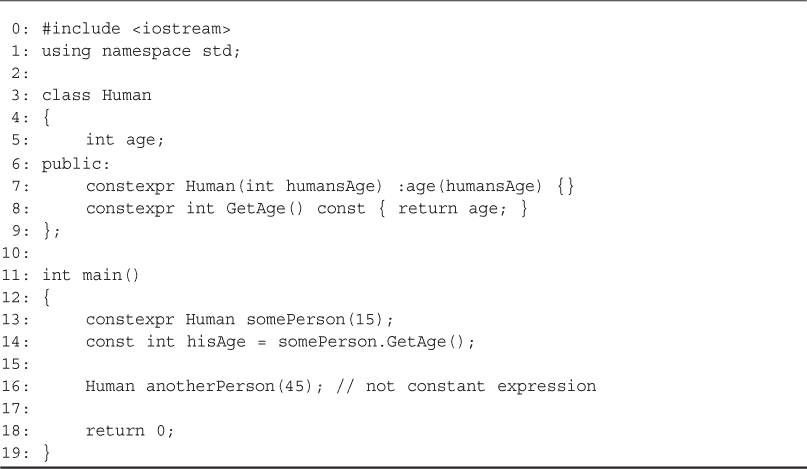 0: #include <iostream>
1: using namespace std;
2:
3: class Human
4: {
5:     int age;
6: public:
7:     constexpr Human(int humansAge) :age(humansAge) {}
8:     constexpr int GetAge() const { return age; }
9: };
10:
11: int main()
12: {
13:     constexpr Human somePerson(15);
14:     const int hisAge = somePerson.GetAge();
15:
16:     Human anotherPerson(45); // not constant expression
17:
18:     return 0;
19: }